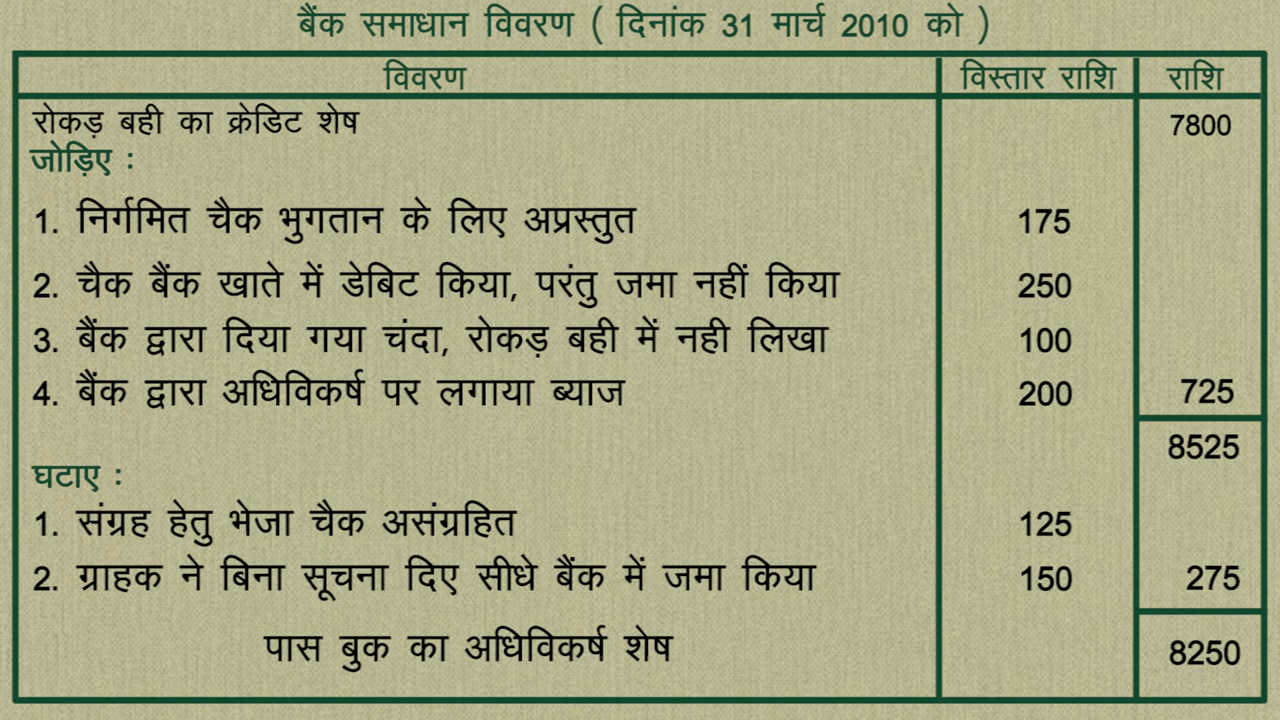 बैंक समाधान विवरण ( दिनांक 31 मार्च 2010 को )
विवरण विस्तार राशि राशि
रोकड़ बही का क्रेडिट शेष 7800
जोड़िए :
1. निर्गमित चैक भुगतान के लिए अप्रस्तुत 175
2. चैक बैंक खाते में डेबिट किया, परंतु जमा नहीं किया 250
3. बैंक द्वारा दिया गया चंदा, रोकड़ बही में नही लिखा 100
4. बैंक द्वारा अधिविकर्ष पर लगाया ब्याज 200 725
8525
घटाए :
1. संग्रह हेतु भेजा चैक असंग्रहित 125
2. ग्राहक ने बिना सूचना दिए सीधे बैंक में जमा किया 150 275
पास बुक का अधिविकर्ष शेष 8250